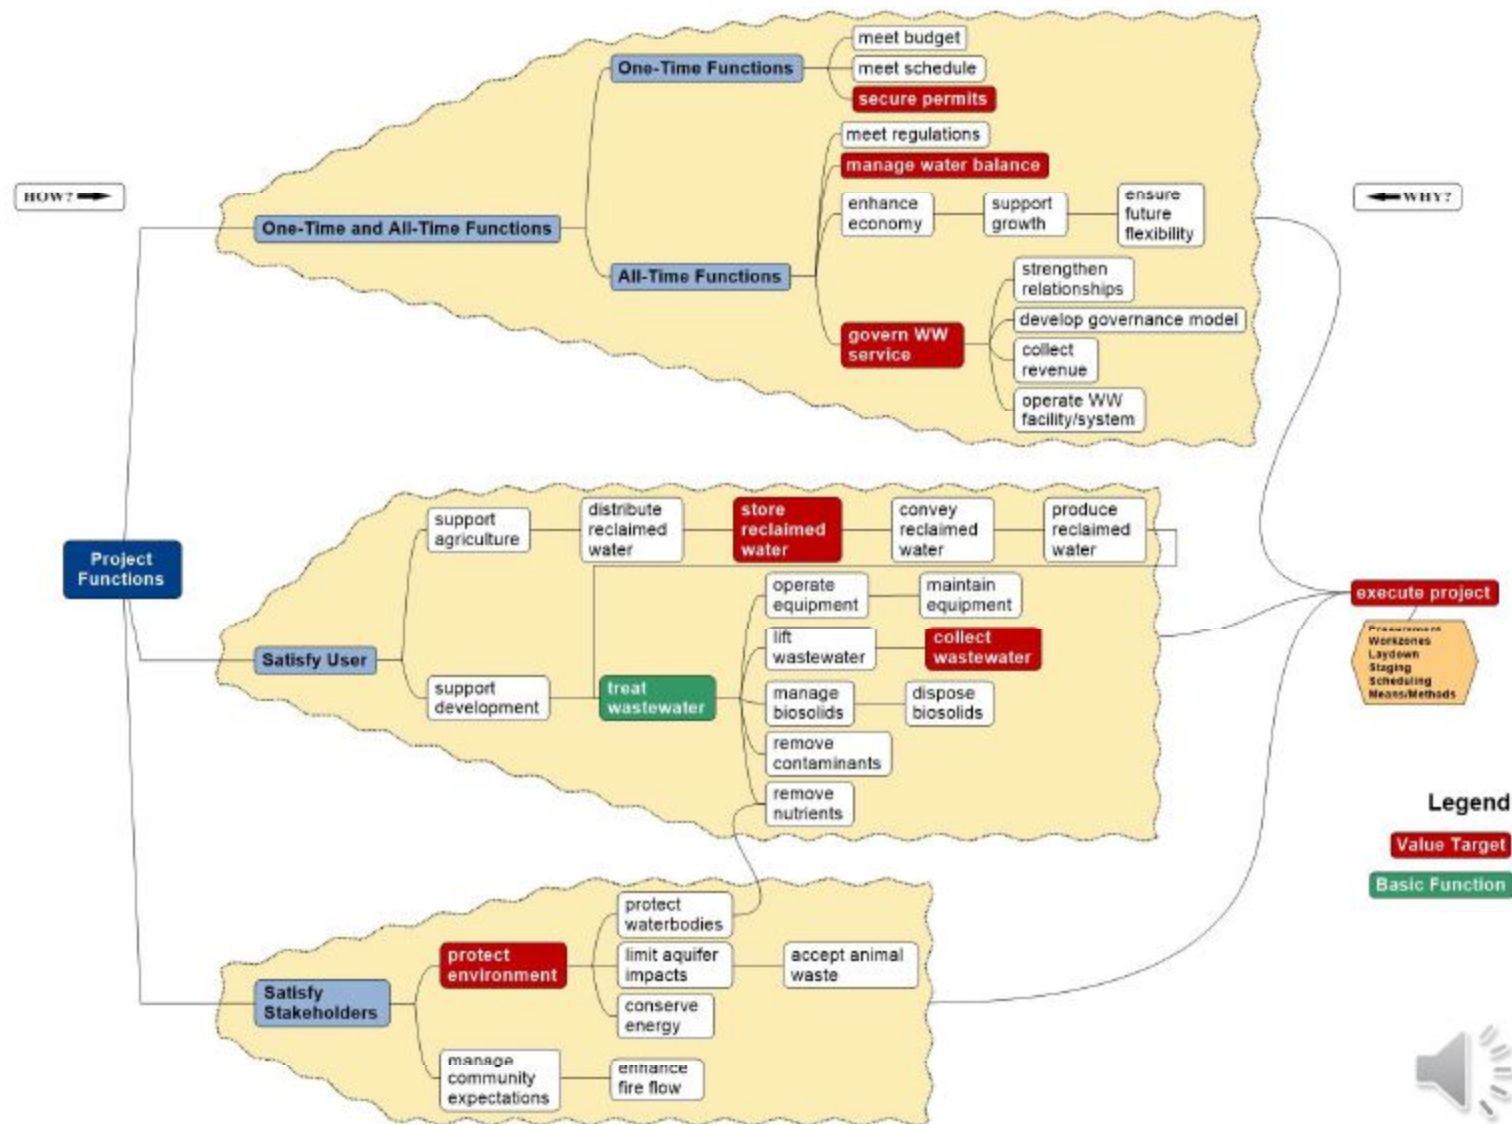 HOW?
WHY?
Project
Functions
One-Time and All-Time Functions
One-Time Functions
meet budget
meet schedule
secure permits
All-Time Functions
meet regulations
manage water balance
enhance
economy
support
growth
ensure
future
flexibility
govern WW
service
strengthen
relationships
develop governance model
collect
revenue
operate WW
facility/system
Satisfy User
support
agriculture
distribute
reclaimed
water
store
reclaimed
water
convey
reclaimed
water
produce
reclaimed
water
support
development
treat
wastewater
operate
equipment
maintain
equipment
lift
wastewater
collect
wastewater
manage
biosolids
dispose
biosolids
remove
contaminants
remove
nutrients
Satisfy
Stakeholders
protect
environment
protect
waterbodies
limit aquifer
impacts
accept animal
waste
conserve
energy
manage
community
expectations
enhance
fire flow
execute project
Workzones
Laydown
Staging
Scheduling
Means/Methods
Legend
Value Target
Basic Function